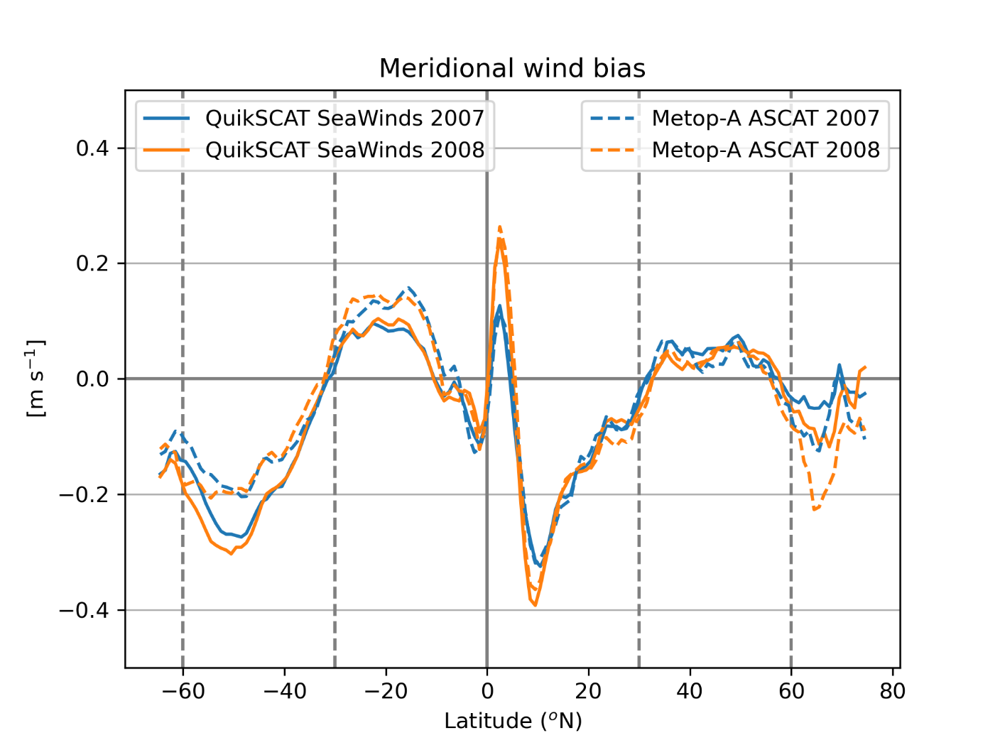 Meridional wind bias
QuikSCAT SeaWinds 2007
QuikSCAT SeaWinds 2008
Metop-A ASCAT 2007
Metop-A ASCAT 2008
0.4
0.2
0.0
−0.2
−0.4
[m s⁻¹]
−60 −40 −20 0 20 40 60 80
Latitude (ᵒN)